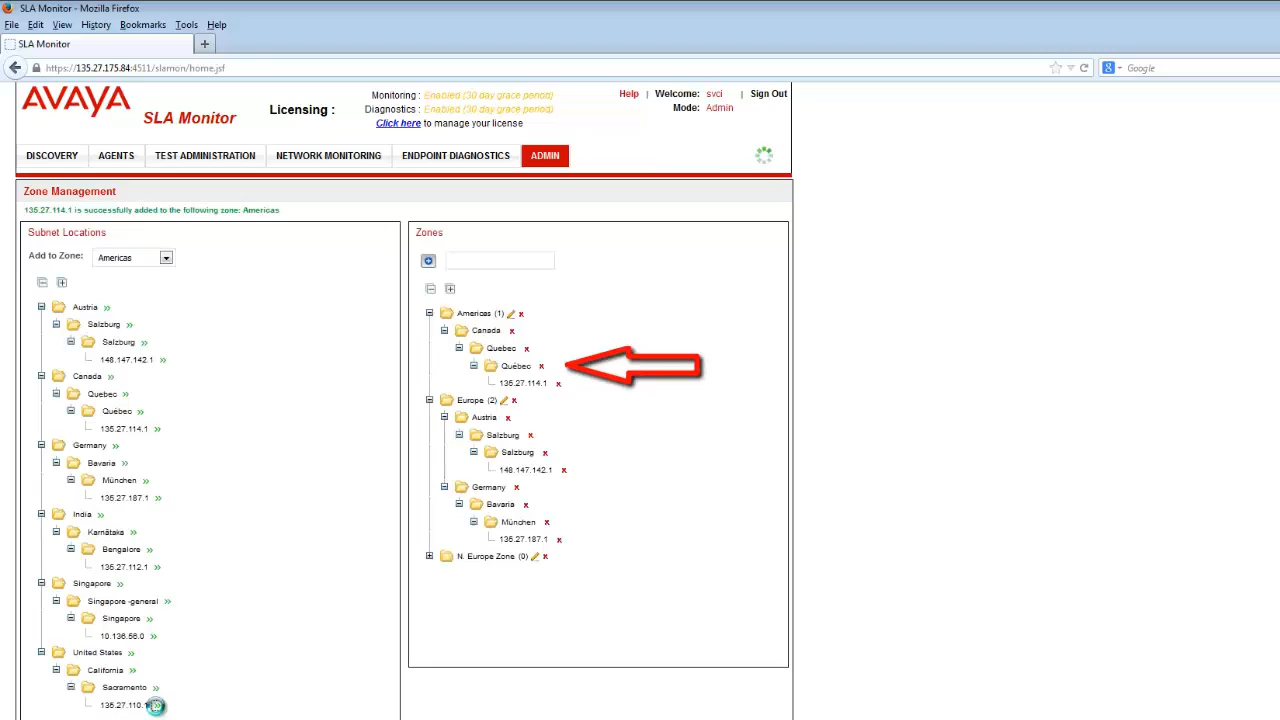 SLA Monitor - Mozilla Firefox
File Edit View History Bookmarks Tools Help
SLA Monitor
https://135.27.175.84:4511/slamon/home.jsf
Google
AVAYA
SLA Monitor
Licensing :
Monitoring : Enabled (30 day grace period)
Diagnostics : Enabled (30 day grace period)
Click here to manage your license
Help | Welcome: svci | Sign Out
Mode: Admin
DISCOVERY AGENTS TEST ADMINISTRATION NETWORK MONITORING ENDPOINT DIAGNOSTICS ADMIN
Zone Management
135.27.114.1 is successfully added to the following zone: Americas
Subnet Locations
Add to Zone: Americas
Austria
Salzburg
Salzburg
148.147.142.1
Canada
Quebec
Québec
135.27.114.1
Germany
Bavaria
München
135.27.187.1
India
Karnätaka
Bengalore
135.27.112.1
Singapore
Singapore -general
Singapore
10.136.56.0
United States
California
Sacramento
135.27.110.
Zones
Americas (1)
Canada
Quebec
Québec
135.27.114.1
Europe (2)
Austria
Salzburg
Salzburg
148.147.142.1
Germany
Bavaria
München
135.27.187.1
N. Europe Zone (0)